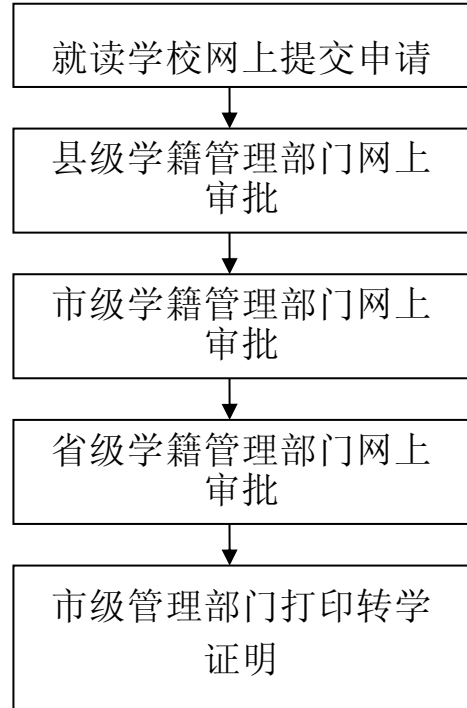 就读学校网上提交申请
县级学籍管理部门网上
审批
市级学籍管理部门网上
审批
省级学籍管理部门网上
审批
市级管理部门打印转学
证明